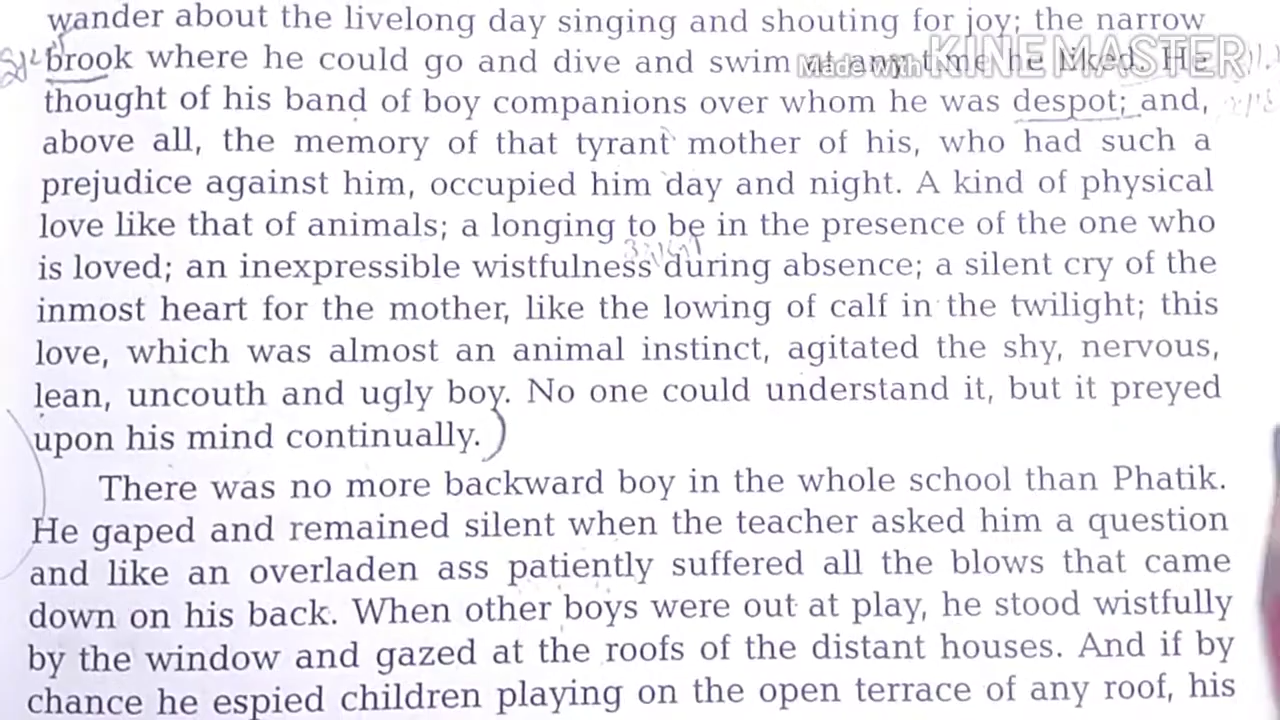 wander about the livelong day singing and shouting for joy; the narrow
brook where he could go and dive and swim at any time he liked. He
Made with KINEMASTER
thought of his band of boy companions over whom he was despot; and,
above all, the memory of that tyrant mother of his, who had such a
prejudice against him, occupied him day and night. A kind of physical
love like that of animals; a longing to be in the presence of the one who
is loved; an inexpressible wistfulness during absence; a silent cry of the
inmost heart for the mother, like the lowing of calf in the twilight; this
love, which was almost an animal instinct, agitated the shy, nervous,
lean, uncouth and ugly boy. No one could understand it, but it preyed
upon his mind continually.)
There was no more backward boy in the whole school than Phatik.
He gaped and remained silent when the teacher asked him a question
and like an overladen ass patiently suffered all the blows that came
down on his back. When other boys were out at play, he stood wistfully
by the window and gazed at the roofs of the distant houses. And if by
chance he espied children playing on the open terrace of any roof, his